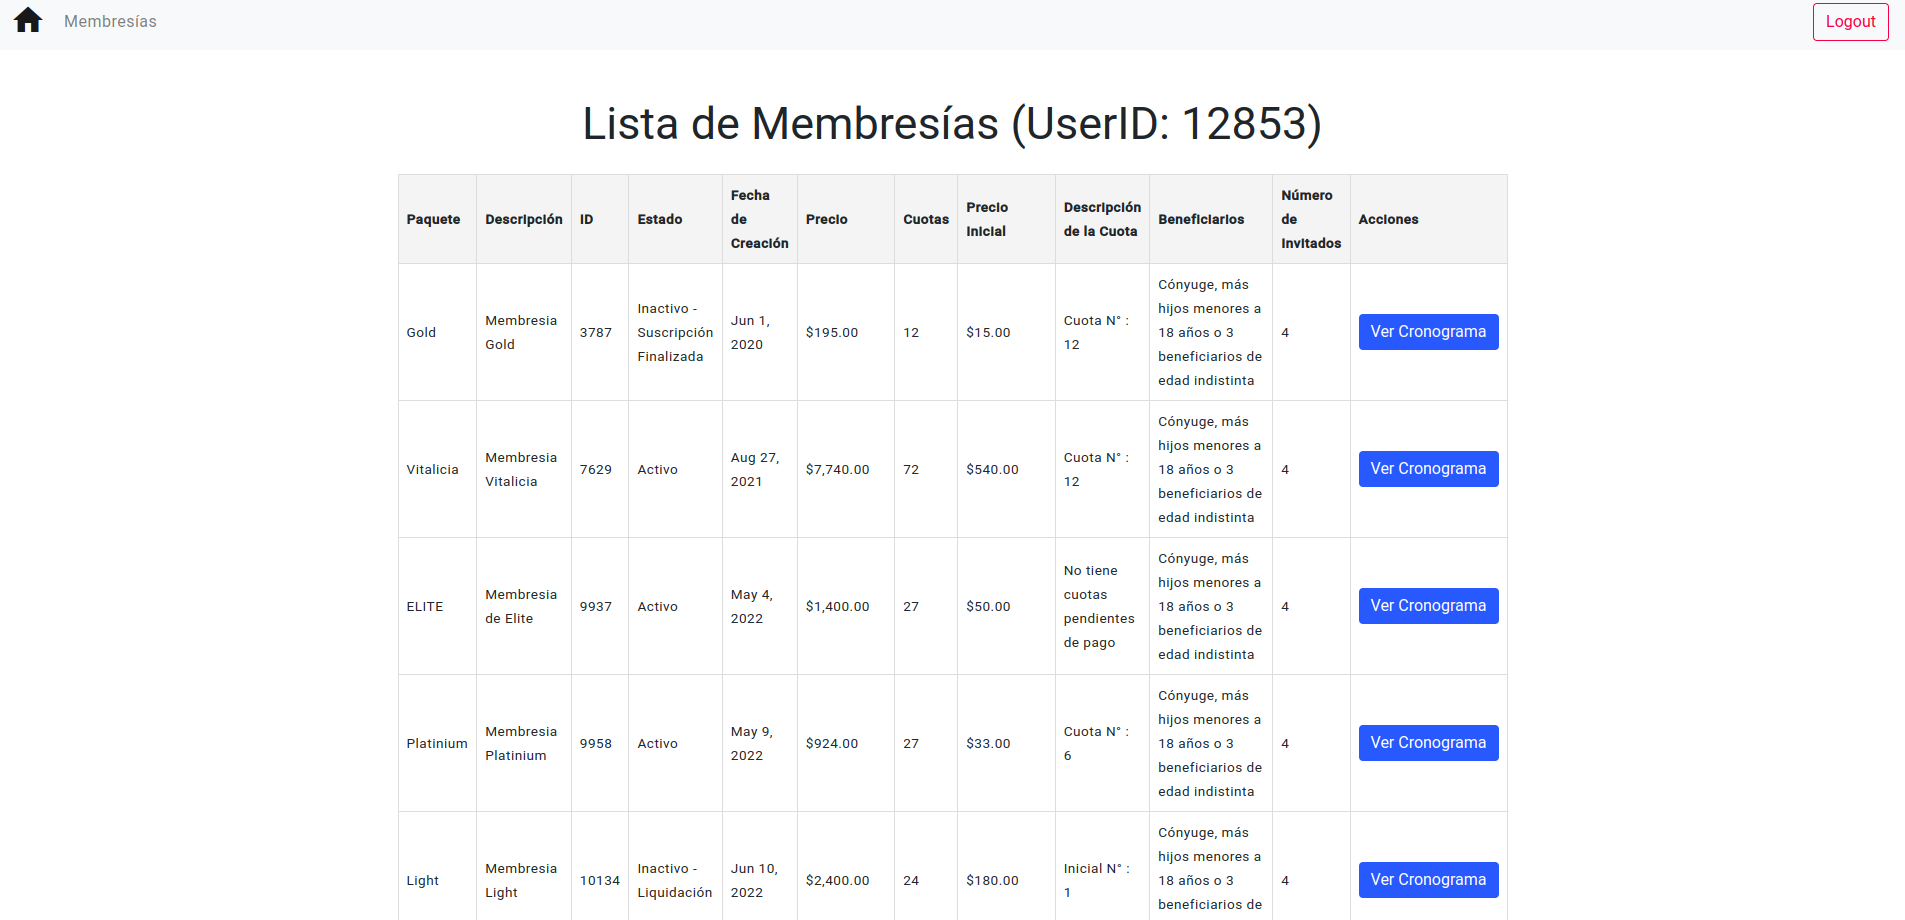 Membresías
Logout
Lista de Membresías (UserID: 12853)
Paquete
Descripción
ID
Estado
Fecha
de
Creación
Precio
Cuotas
Precio
Inicial
Descripción
de la Cuota
Beneficiarios
Número
de
Invitados
Acciones
Gold
Membresia
Gold
3787
Inactivo -
Suscripción
Finalizada
Jun 1,
2020
$195.00
12
$15.00
Cuota N° :
12
Cónyuge, más
hijos menores a
18 años o 3
beneficiarios de
edad indistinta
4
Ver Cronograma
Vitalicia
Membresia
Vitalicia
7629
Activo
Aug 27,
2021
$7,740.00
72
$540.00
Cuota N° :
12
Cónyuge, más
hijos menores a
18 años o 3
beneficiarios de
edad indistinta
4
Ver Cronograma
ELITE
Membresia
de Elite
9937
Activo
May 4,
2022
$1,400.00
27
$50.00
No tiene
cuotas
pendientes
de pago
Cónyuge, más
hijos menores a
18 años o 3
beneficiarios de
edad indistinta
4
Ver Cronograma
Platinium
Membresia
Platinium
9958
Activo
May 9,
2022
$924.00
27
$33.00
Cuota N° :
6
Cónyuge, más
hijos menores a
18 años o 3
beneficiarios de
edad indistinta
4
Ver Cronograma
Light
Membresia
Light
10134
Inactivo -
Liquidación
Jun 10,
2022
$2,400.00
24
$180.00
Inicial N° :
1
Cónyuge, más
hijos menores a
18 años o 3
beneficiarios de
4
Ver Cronograma